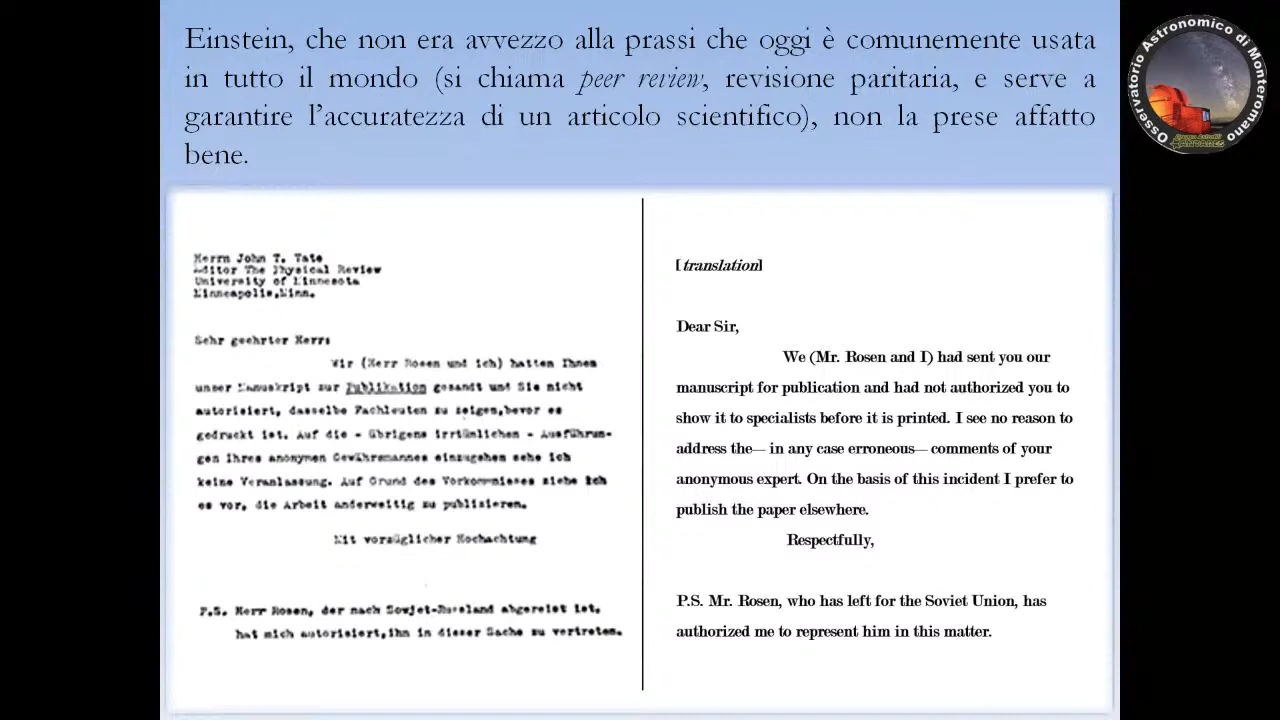 Einstein, che non era avvezzo alla prassi che oggi è comunemente usata
in tutto il mondo (si chiama peer review, revisione paritaria, e serve a
garantire l'accuratezza di un articolo scientifico), non la prese affatto
bene.
Osservatorio Astronomico di Monteromano
ANTARES
Herrn John T. Tate
Editor The Physical Review
University of Minnesota
Minneapolis,Minn.
Sehr geehrter Herr:
Wir (Herr Rosen und ich) hatten Ihnen
unser Manuskript zur Publikation gesandt und Sie nicht
autorisiert, dasselbe Fachleuten zu zeigen,bevor es
gedruckt ist. Auf die - übrigens irrtümlichen - Ausführun-
gen Ihres anonymen Gewährsmannes einzugehen sehe ich
keine Veranlassung. Auf Grund des Vorkommnisses ziehe ich
es vor, die Arbeit anderweitig zu publizieren.
Mit vorzüglicher Hochachtung
P.S. Herr Rosen, der nach Sowjet-Russland abgereist ist,
hat mich autorisiert,ihn in dieser Sache zu vertreten.
[translation]
Dear Sir,
We (Mr. Rosen and I) had sent you our
manuscript for publication and had not authorized you to
show it to specialists before it is printed. I see no reason to
address the— in any case erroneous— comments of your
anonymous expert. On the basis of this incident I prefer to
publish the paper elsewhere.
Respectfully,
P.S. Mr. Rosen, who has left for the Soviet Union, has
authorized me to represent him in this matter.